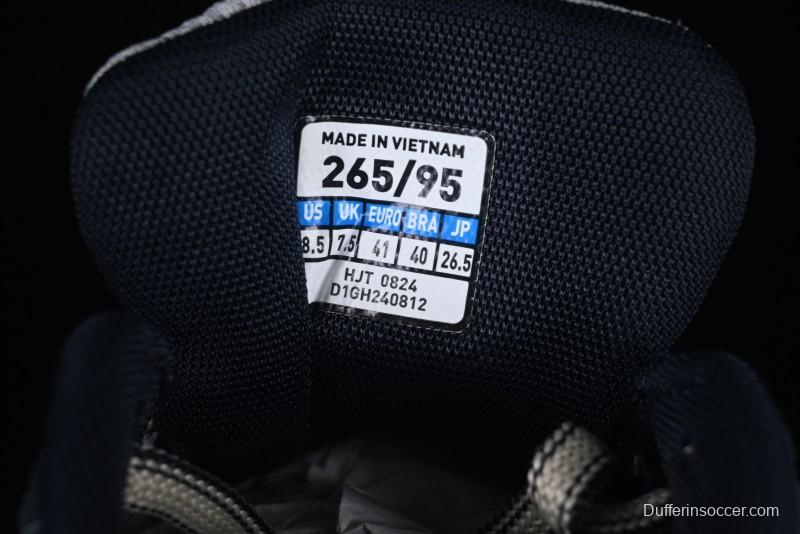 MADE IN VIETNAM
265/95
US UK EURO BRA JP
8.5 7.5 41 40 26.5
HJT 0824
D1GH240812
Dufferinsoccer.com